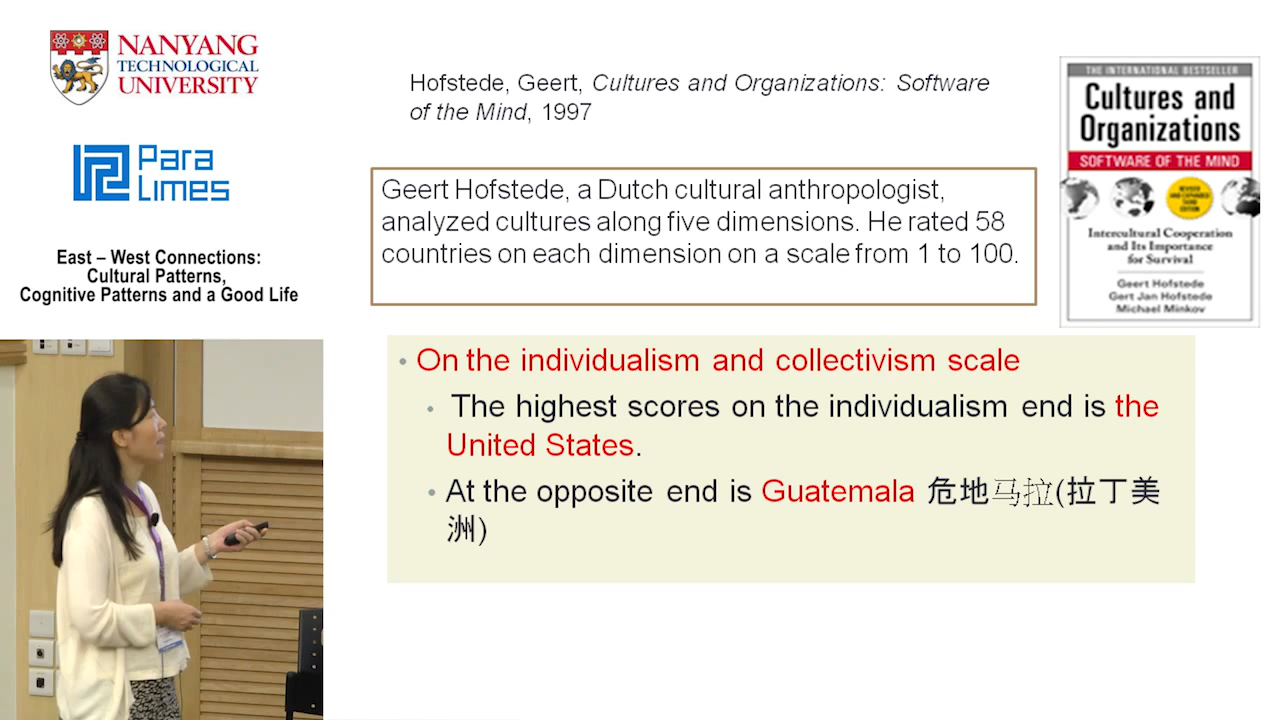 NANYANG
TECHNOLOGICAL
UNIVERSITY
Para
Limes
East – West Connections:
Cultural Patterns,
Cognitive Patterns and a Good Life
Hofstede, Geert, Cultures and Organizations: Software
of the Mind, 1997
THE INTERNATIONAL BESTSELLER
Cultures and
Organizations
SOFTWARE OF THE MIND
REVISED
AND EXPANDED
THIRD
EDITION
Intercultural Cooperation
and Its Importance
for Survival
Geert Hofstede
Gert Jan Hofstede
Michael Minkov
Geert Hofstede, a Dutch cultural anthropologist,
analyzed cultures along five dimensions. He rated 58
countries on each dimension on a scale from 1 to 100.
• On the individualism and collectivism scale
• The highest scores on the individualism end is the
United States.
• At the opposite end is Guatemala 危地马拉(拉丁美
洲)